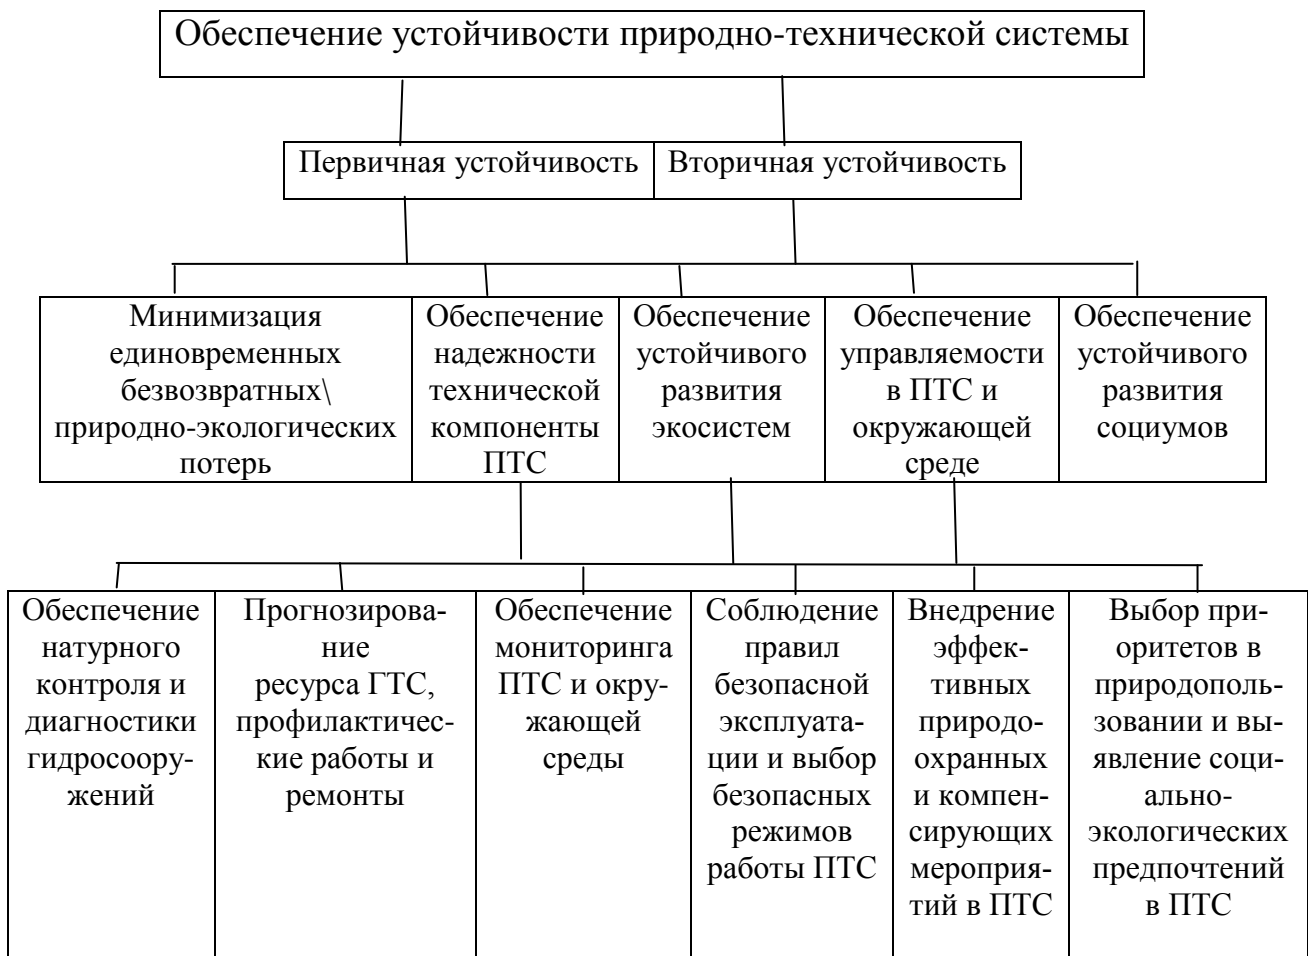 Обеспечение устойчивости природно-технической системы
Первичная устойчивость
Вторичная устойчивость
Минимизация
единовременных
безвозвратных\
природно-экологических
потерь
Обеспечение
надежности
технической
компоненты
ПТС
Обеспечение
устойчивого
развития
экосистем
Обеспечение
управляемости
в ПТС и
окружающей
среде
Обеспечение
устойчивого
развития
социумов
Обеспечение
натурного
контроля и
диагностики
гидросоору-
жений
Прогнозирова-
ние
ресурса ГТС,
профилактичес-
кие работы и
ремонты
Обеспечение
мониторинга
ПТС и окру-
жающей
среды
Соблюдение
правил
безопасной
эксплуата-
ции и выбор
безопасных
режимов
работы ПТС
Внедрение
эффек-
тивных
природо-
охранных
и компен-
сирующих
мероприя-
тий в ПТС
Выбор при-
оритетов в
природополь-
зовании и вы-
явление соци-
ально-
экологических
предпочтений
в ПТС